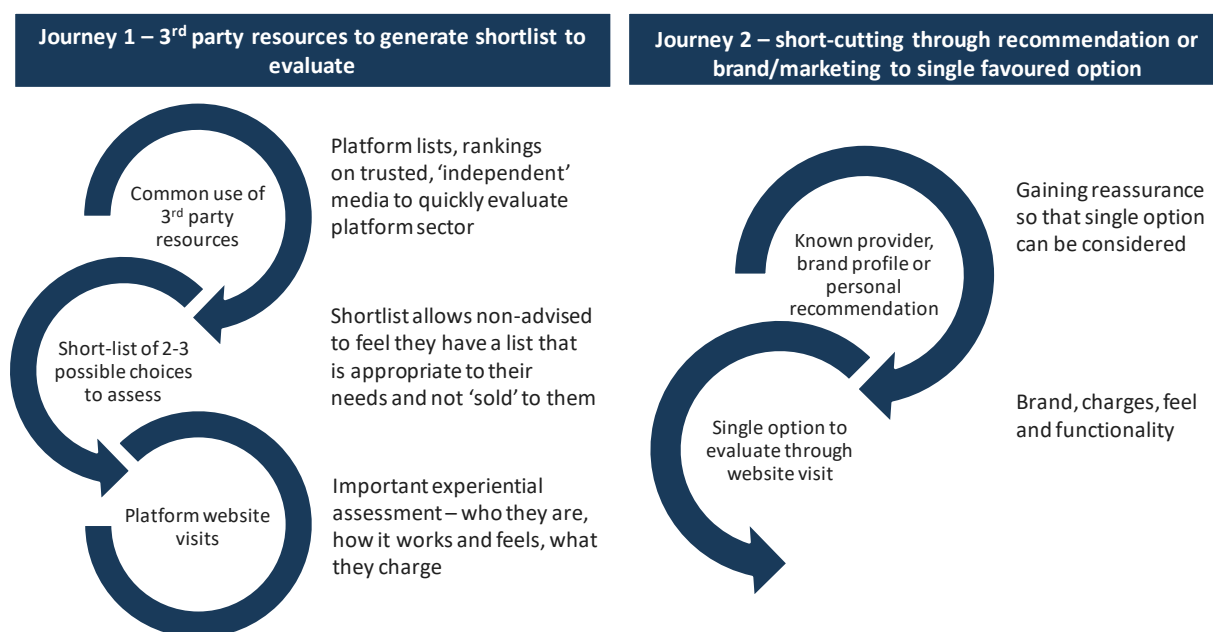 Journey 1 – 3rd party resources to generate shortlist to
evaluate
Common use of
3rd party
resources
Platform lists, rankings
on trusted, ‘independent’
media to quickly evaluate
platform sector
Short-list of 2-3
possible choices
to assess
Shortlist allows non-advised
to feel they have a list that
is appropriate to their
needs and not ‘sold’ to them
Platform website
visits
Important experiential
assessment – who they are,
how it works and feels, what
they charge
Journey 2 – short-cutting through recommendation or
brand/marketing to single favoured option
Known provider,
brand profile or
personal
recommendation
Gaining reassurance
so that single option
can be considered
Single option to
evaluate through
website visit
Brand, charges, feel
and functionality